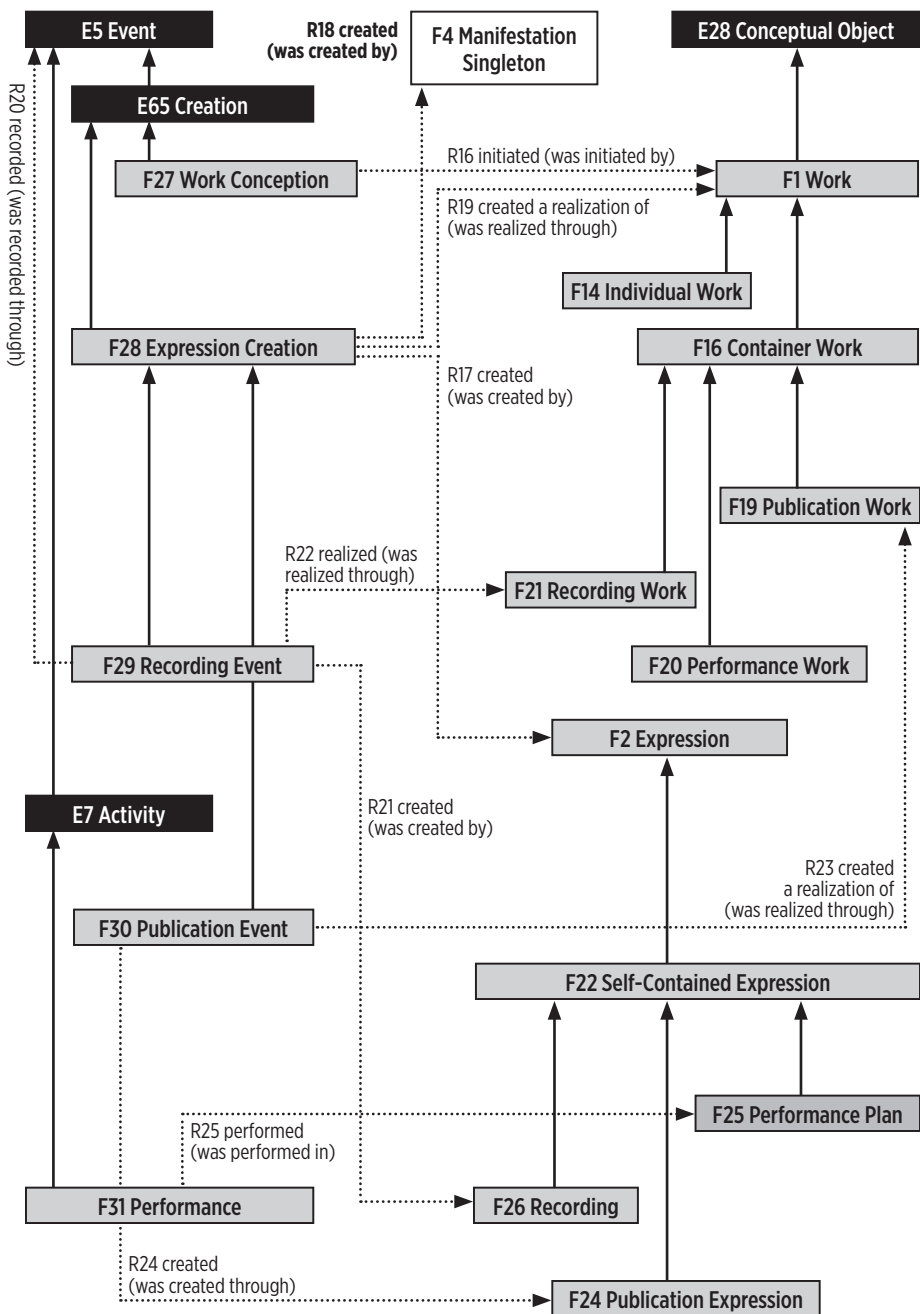 E5 Event
R18 created
(was created by)
F4 Manifestation
Singleton
E28 Conceptual Object
R20 recorded (was recorded through)
E65 Creation
F27 Work Conception
R16 initiated (was initiated by)
F1 Work
R19 created a realization of
(was realized through)
F14 Individual Work
F28 Expression Creation
F16 Container Work
R17 created
(was created by)
F19 Publication Work
R22 realized (was
realized through)
F21 Recording Work
F29 Recording Event
F20 Performance Work
F2 Expression
E7 Activity
R21 created
(was created by)
R23 created
a realization of
(was realized through)
F30 Publication Event
F22 Self-Contained Expression
F25 Performance Plan
R25 performed
(was performed in)
F31 Performance
F26 Recording
R24 created
(was created through)
F24 Publication Expression